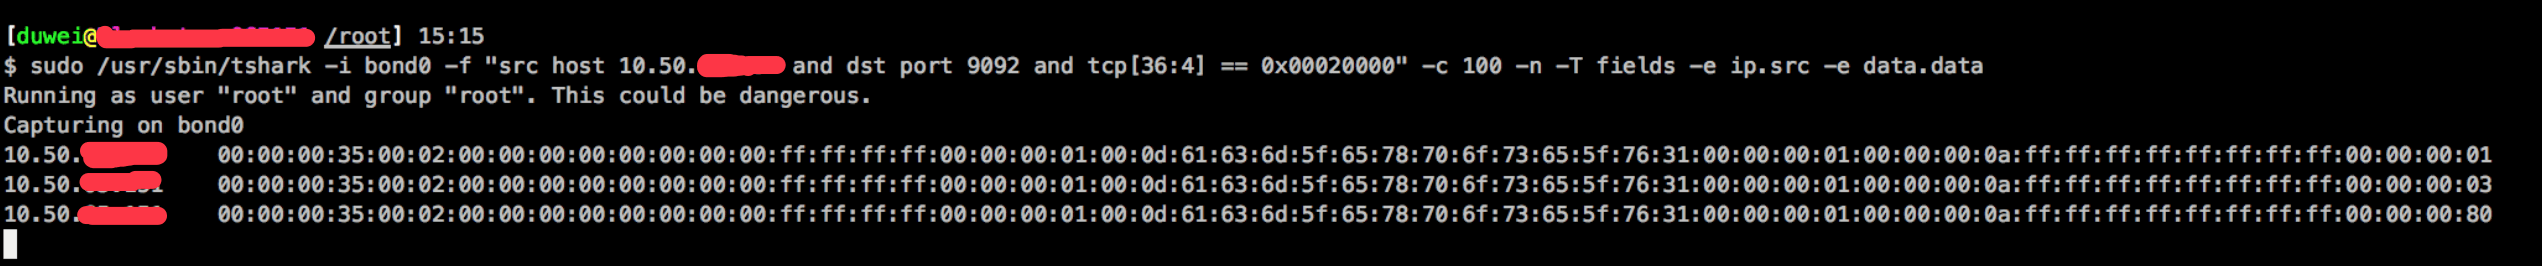 [duwei@ /root] 15:15
$ sudo /usr/sbin/tshark -i bond0 -f "src host 10.50. and dst port 9092 and tcp[36:4] == 0x00020000" -c 100 -n -T fields -e ip.src -e data.data
Running as user "root" and group "root". This could be dangerous.
Capturing on bond0
10.50. 00:00:00:35:00:02:00:00:00:00:00:00:00:00:ff:ff:ff:ff:00:00:00:01:00:0d:61:63:6d:5f:65:78:70:6f:73:65:5f:76:31:00:00:00:01:00:00:00:0a:ff:ff:ff:ff:ff:ff:ff:ff:00:00:00:01
10.50. 00:00:00:35:00:02:00:00:00:00:00:00:00:00:ff:ff:ff:ff:00:00:00:01:00:0d:61:63:6d:5f:65:78:70:6f:73:65:5f:76:31:00:00:00:01:00:00:00:0a:ff:ff:ff:ff:ff:ff:ff:ff:00:00:00:03
10.50. 00:00:00:35:00:02:00:00:00:00:00:00:00:00:ff:ff:ff:ff:00:00:00:01:00:0d:61:63:6d:5f:65:78:70:6f:73:65:5f:76:31:00:00:00:01:00:00:00:0a:ff:ff:ff:ff:ff:ff:ff:ff:00:00:00:80